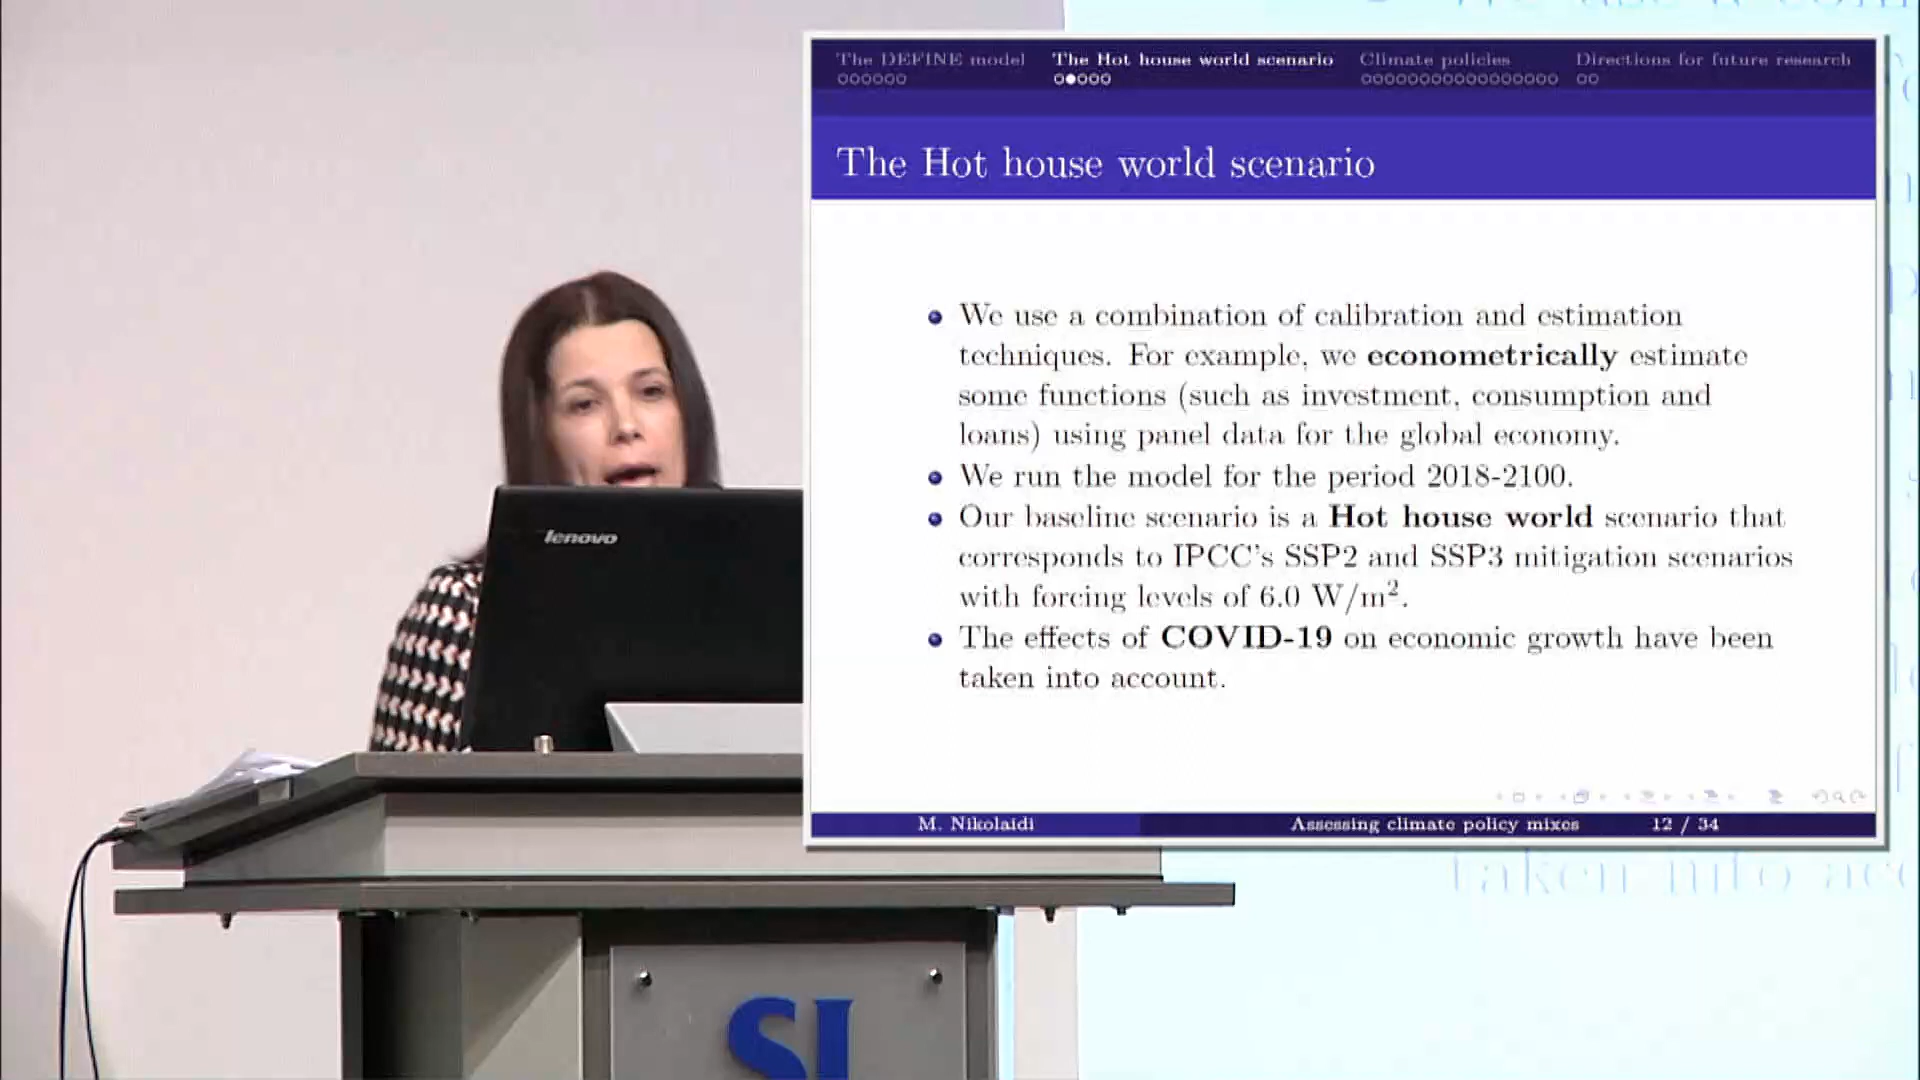 The DEFINE model The Hot house world scenario Climate policies Directions for future research
The Hot house world scenario
We use a combination of calibration and estimation
techniques. For example, we econometrically estimate
some functions (such as investment, consumption and
loans) using panel data for the global economy.
We run the model for the period 2018-2100.
Our baseline scenario is a Hot house world scenario that
corresponds to IPCC's SSP2 and SSP3 mitigation scenarios
with forcing levels of 6.0 W/m².
The effects of COVID-19 on economic growth have been
taken into account.
M. Nikolaidi Assessing climate policy mixes 12 / 34
lenovo
taken into